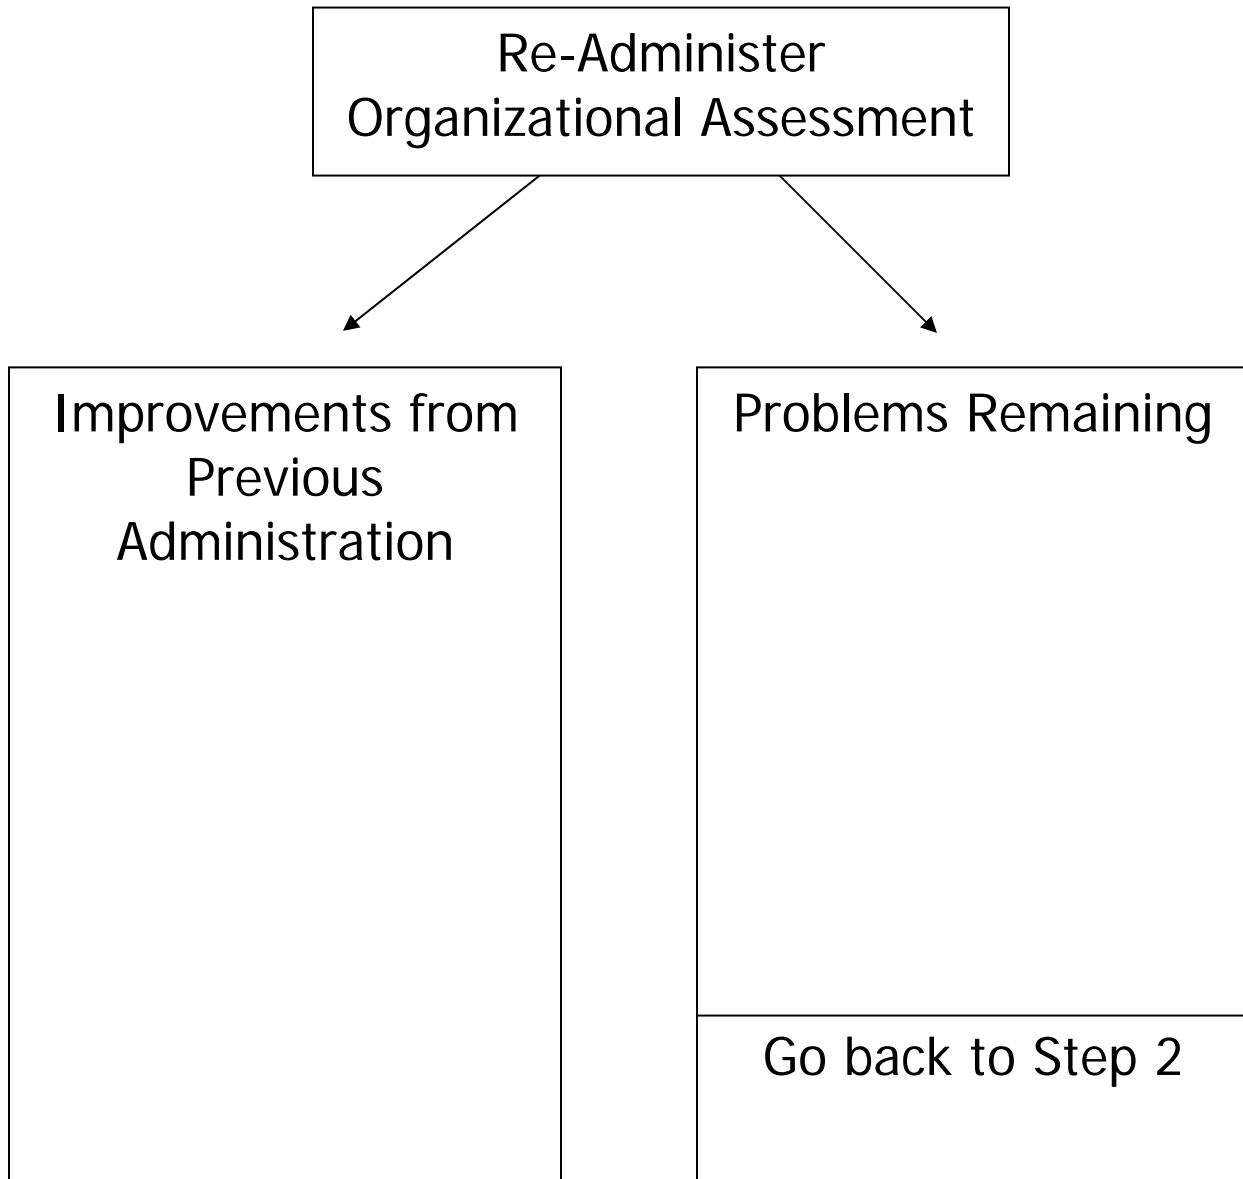 Re-Administer
Organizational Assessment
Improvements from
Previous
Administration
Problems Remaining
Go back to Step 2